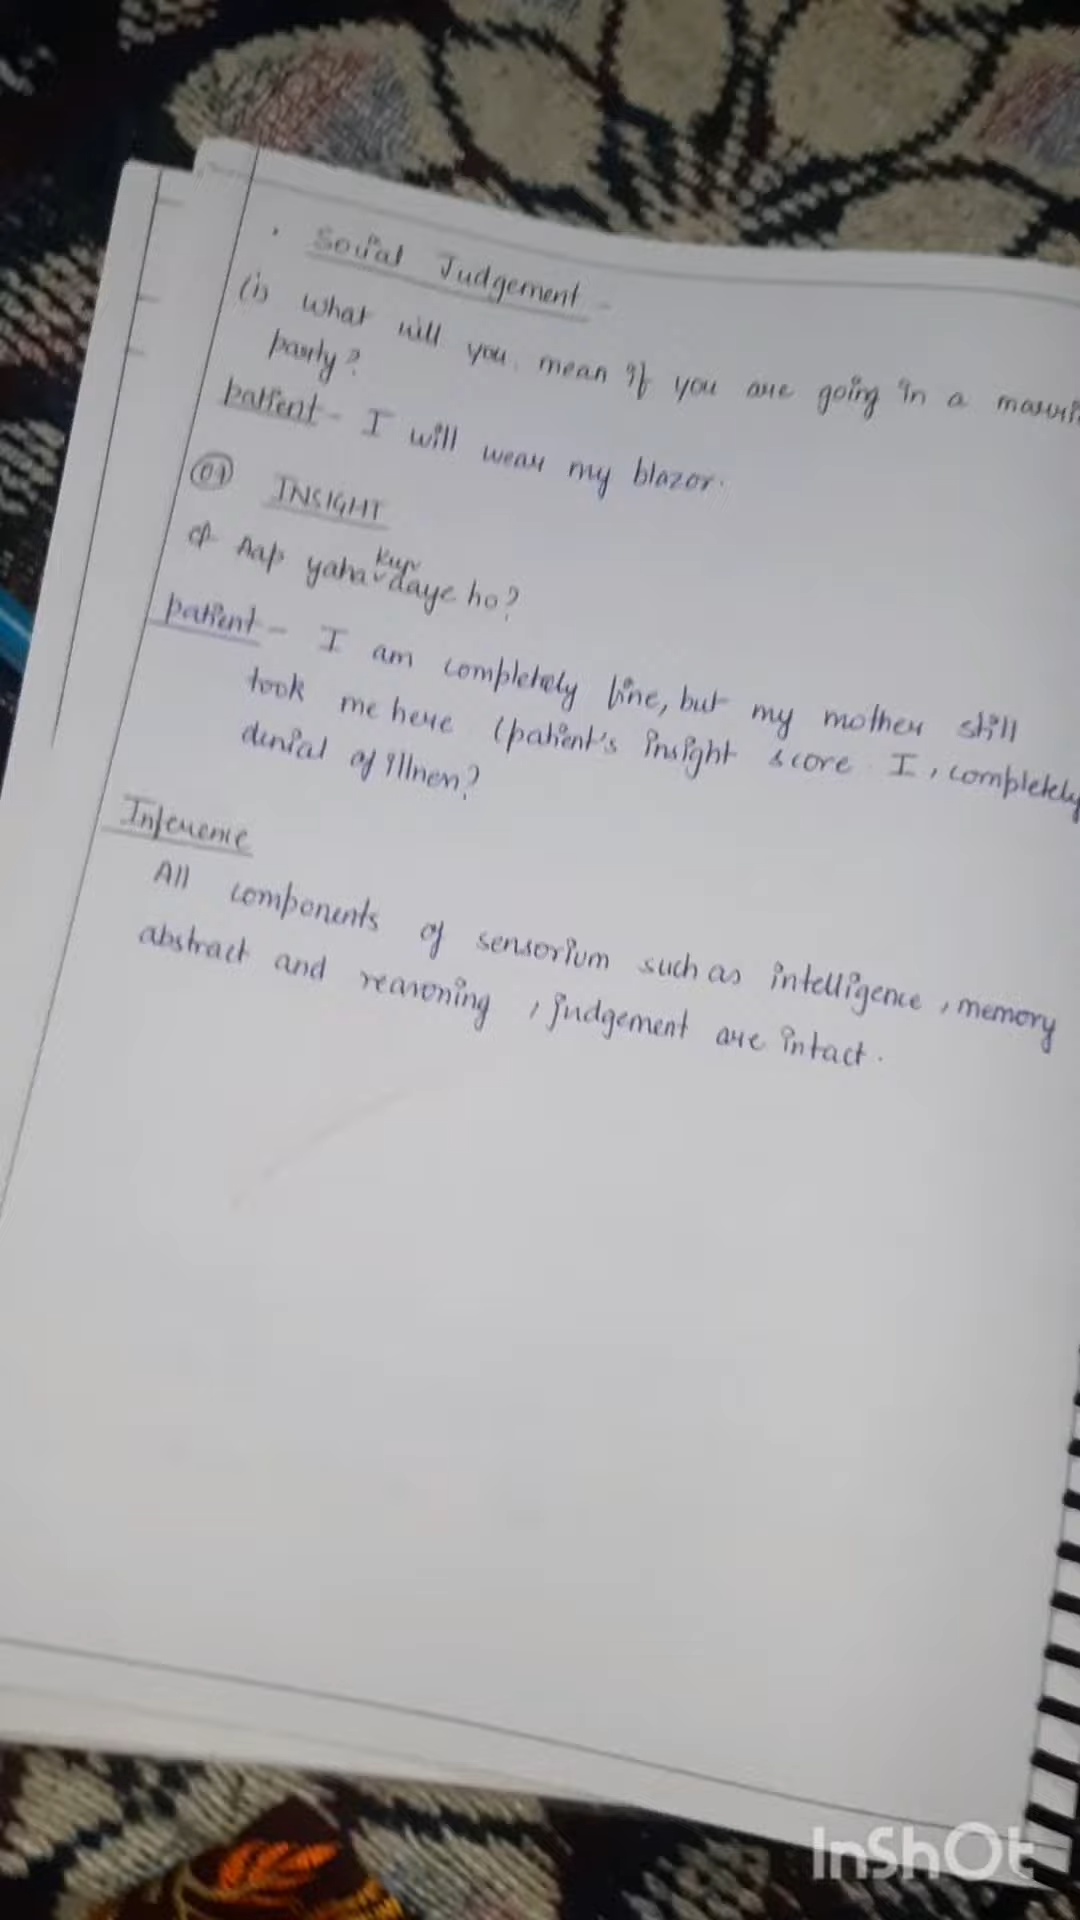 • Social Judgement -
(i) what will you mean if you are going in a
party?
patient - I will wear my blazor.
07 INSIGHT
Aap yaha kyu aaye ho?
patient - I am completely fine, but my mother still
took me here (patient's insight score I, completely
denial of illness?
Inference
All components of sensorium such as intelligence, memory
abstract and reasoning, judgement are intact.
InShOt